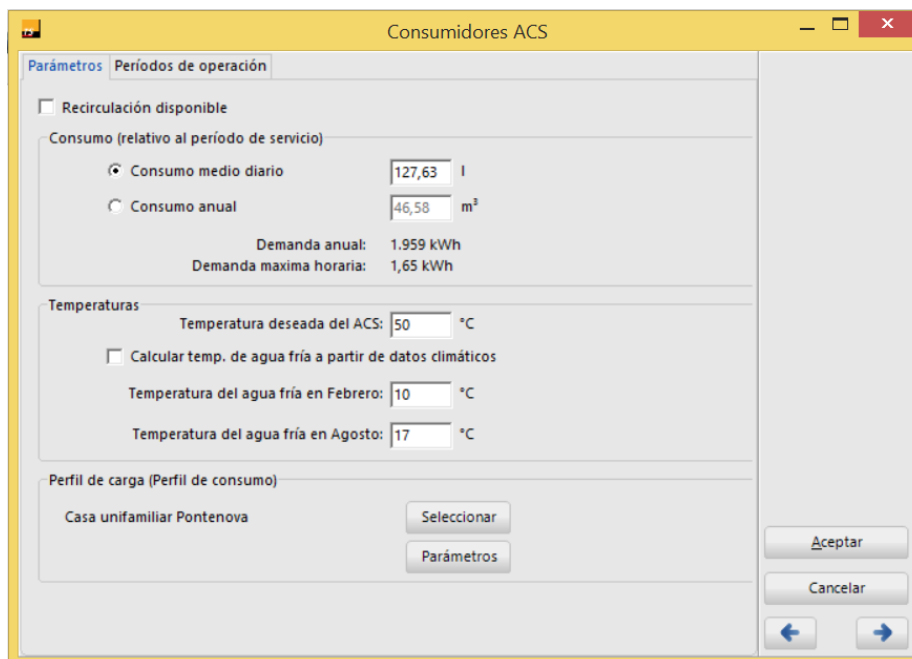 Consumidores ACS
Parámetros Períodos de operación
Recirculación disponible
Consumo (relativo al período de servicio)
Consumo medio diario 127,63 l
Consumo anual 46,58 m³
Demanda anual: 1.959 kWh
Demanda maxima horaria: 1,65 kWh
Temperaturas
Temperatura deseada del ACS: 50 °C
Calcular temp. de agua fría a partir de datos climáticos
Temperatura del agua fría en Febrero: 10 °C
Temperatura del agua fría en Agosto: 17 °C
Perfil de carga (Perfil de consumo)
Casa unifamiliar Pontenova Seleccionar
Parámetros
Aceptar
Cancelar